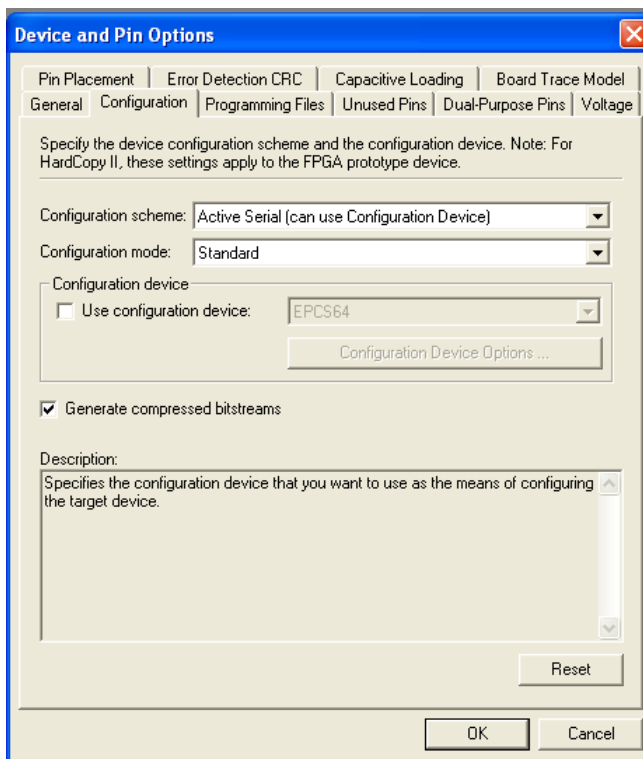 Device and Pin Options
Pin Placement Error Detection CRC Capacitive Loading Board Trace Model
General Configuration Programming Files Unused Pins Dual-Purpose Pins Voltage
Specify the device configuration scheme and the configuration device. Note: For
HardCopy II, these settings apply to the FPGA prototype device.
Configuration scheme: Active Serial (can use Configuration Device)
Configuration mode: Standard
Configuration device
Use configuration device: EPCS64
Configuration Device Options ...
Generate compressed bitstreams
Description:
Specifies the configuration device that you want to use as the means of configuring
the target device.
Reset
OK Cancel